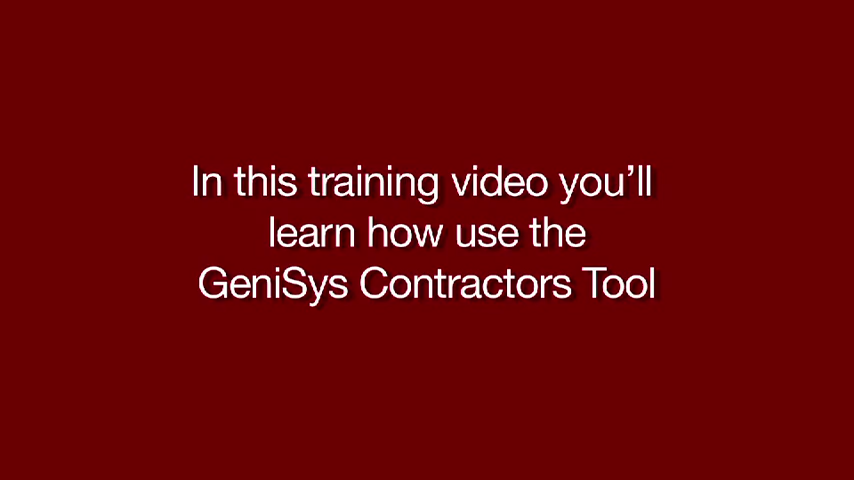 In this training video you’ll
learn how use the
GeniSys Contractors Tool